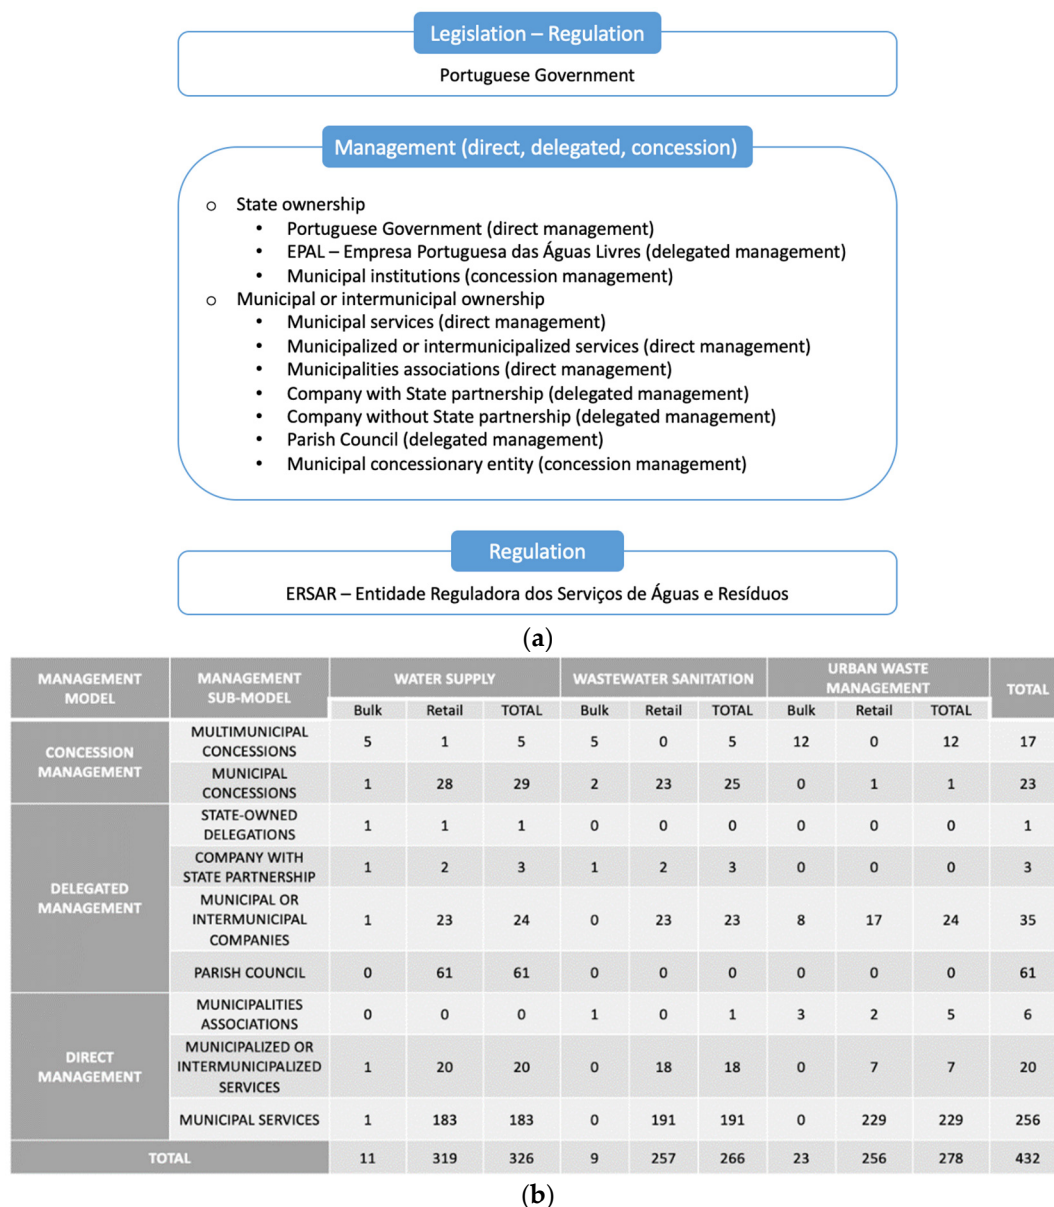 Legislation – Regulation
Portuguese Government
Management (direct, delegated, concession)
o State ownership
• Portuguese Government (direct management)
• EPAL – Empresa Portuguesa das Águas Livres (delegated management)
• Municipal institutions (concession management)
o Municipal or intermunicipal ownership
• Municipal services (direct management)
• Municipalized or intermunicipalized services (direct management)
• Municipalities associations (direct management)
• Company with State partnership (delegated management)
• Company without State partnership (delegated management)
• Parish Council (delegated management)
• Municipal concessionary entity (concession management)
Regulation
ERSAR – Entidade Reguladora dos Serviços de Águas e Resíduos
(a)
MANAGEMENT MODEL MANAGEMENT SUB-MODEL WATER SUPPLY WASTEWATER SANITATION URBAN WASTE MANAGEMENT TOTAL
Bulk Retail TOTAL Bulk Retail TOTAL Bulk Retail TOTAL
CONCESSION MANAGEMENT
MULTIMUNICIPAL CONCESSIONS 5 1 5 5 0 5 12 0 12 17
MUNICIPAL CONCESSIONS 1 28 29 2 23 25 0 1 1 23
DELEGATED MANAGEMENT
STATE-OWNED DELEGATIONS 1 1 1 0 0 0 0 0 0 1
COMPANY WITH STATE PARTNERSHIP 1 2 3 1 2 3 0 0 0 3
MUNICIPAL OR INTERMUNICIPAL COMPANIES 1 23 24 0 23 23 8 17 24 35
PARISH COUNCIL 0 61 61 0 0 0 0 0 0 61
DIRECT MANAGEMENT
MUNICIPALITIES ASSOCIATIONS 0 0 0 1 0 1 3 2 5 6
MUNICIPALIZED OR INTERMUNICIPALIZED SERVICES 1 20 20 0 18 18 0 7 7 20
MUNICIPAL SERVICES 1 183 183 0 191 191 0 229 229 256
TOTAL 11 319 326 9 257 266 23 256 278 432
(b)